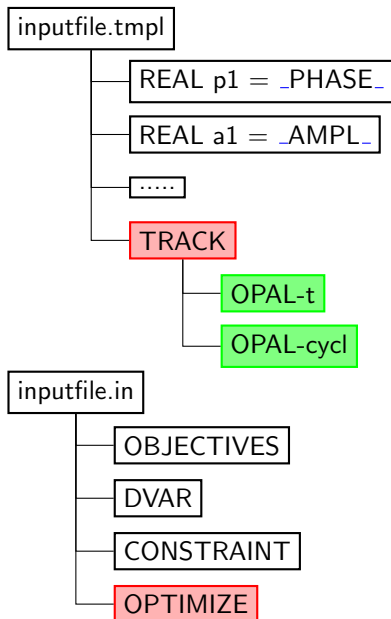 inputfile.tmpl
REAL p1 = _PHASE_
REAL a1 = _AMPL_
.....
TRACK
OPAL-t
OPAL-cycl
inputfile.in
OBJECTIVES
DVAR
CONSTRAINT
OPTIMIZE